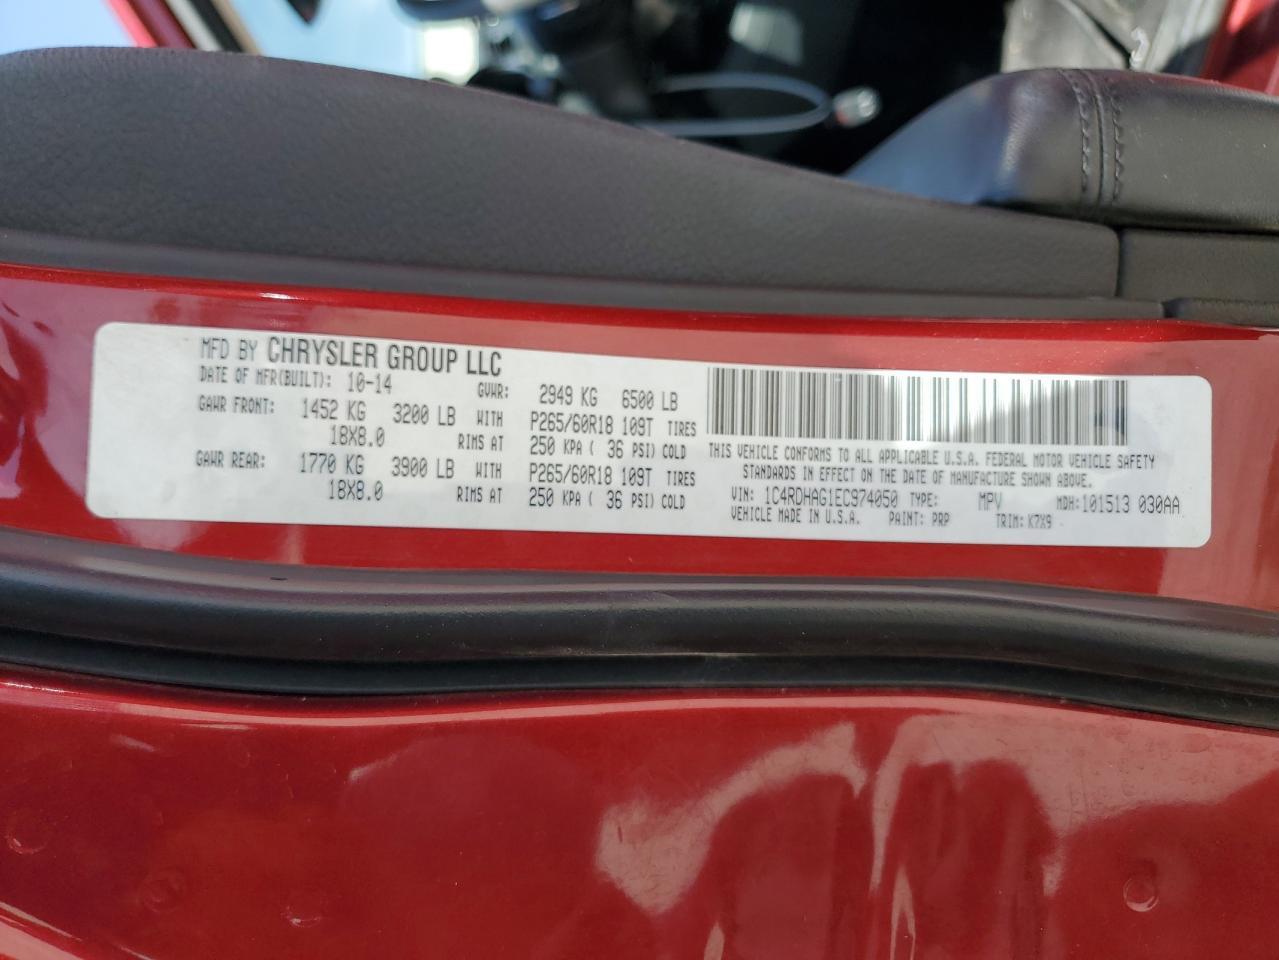 MFD BY CHRYSLER GROUP LLC
DATE OF MFR(BUILT): 10-14 GVWR: 2949 KG 6500 LB
GAWR FRONT: 1452 KG 3200 LB WITH P265/60R18 109T TIRES
18X8.0 RIMS AT 250 KPA ( 36 PSI) COLD
GAWR REAR: 1770 KG 3900 LB WITH P265/60R18 109T TIRES
18X8.0 RIMS AT 250 KPA ( 36 PSI) COLD
THIS VEHICLE CONFORMS TO ALL APPLICABLE U.S.A. FEDERAL MOTOR VEHICLE SAFETY
STANDARDS IN EFFECT ON THE DATE OF MANUFACTURE SHOWN ABOVE.
VIN: 1C4RDHAG1EC974050 TYPE: MPV MDH:101513 030AA
VEHICLE MADE IN U.S.A. PAINT: PRP TRIM: K7X9